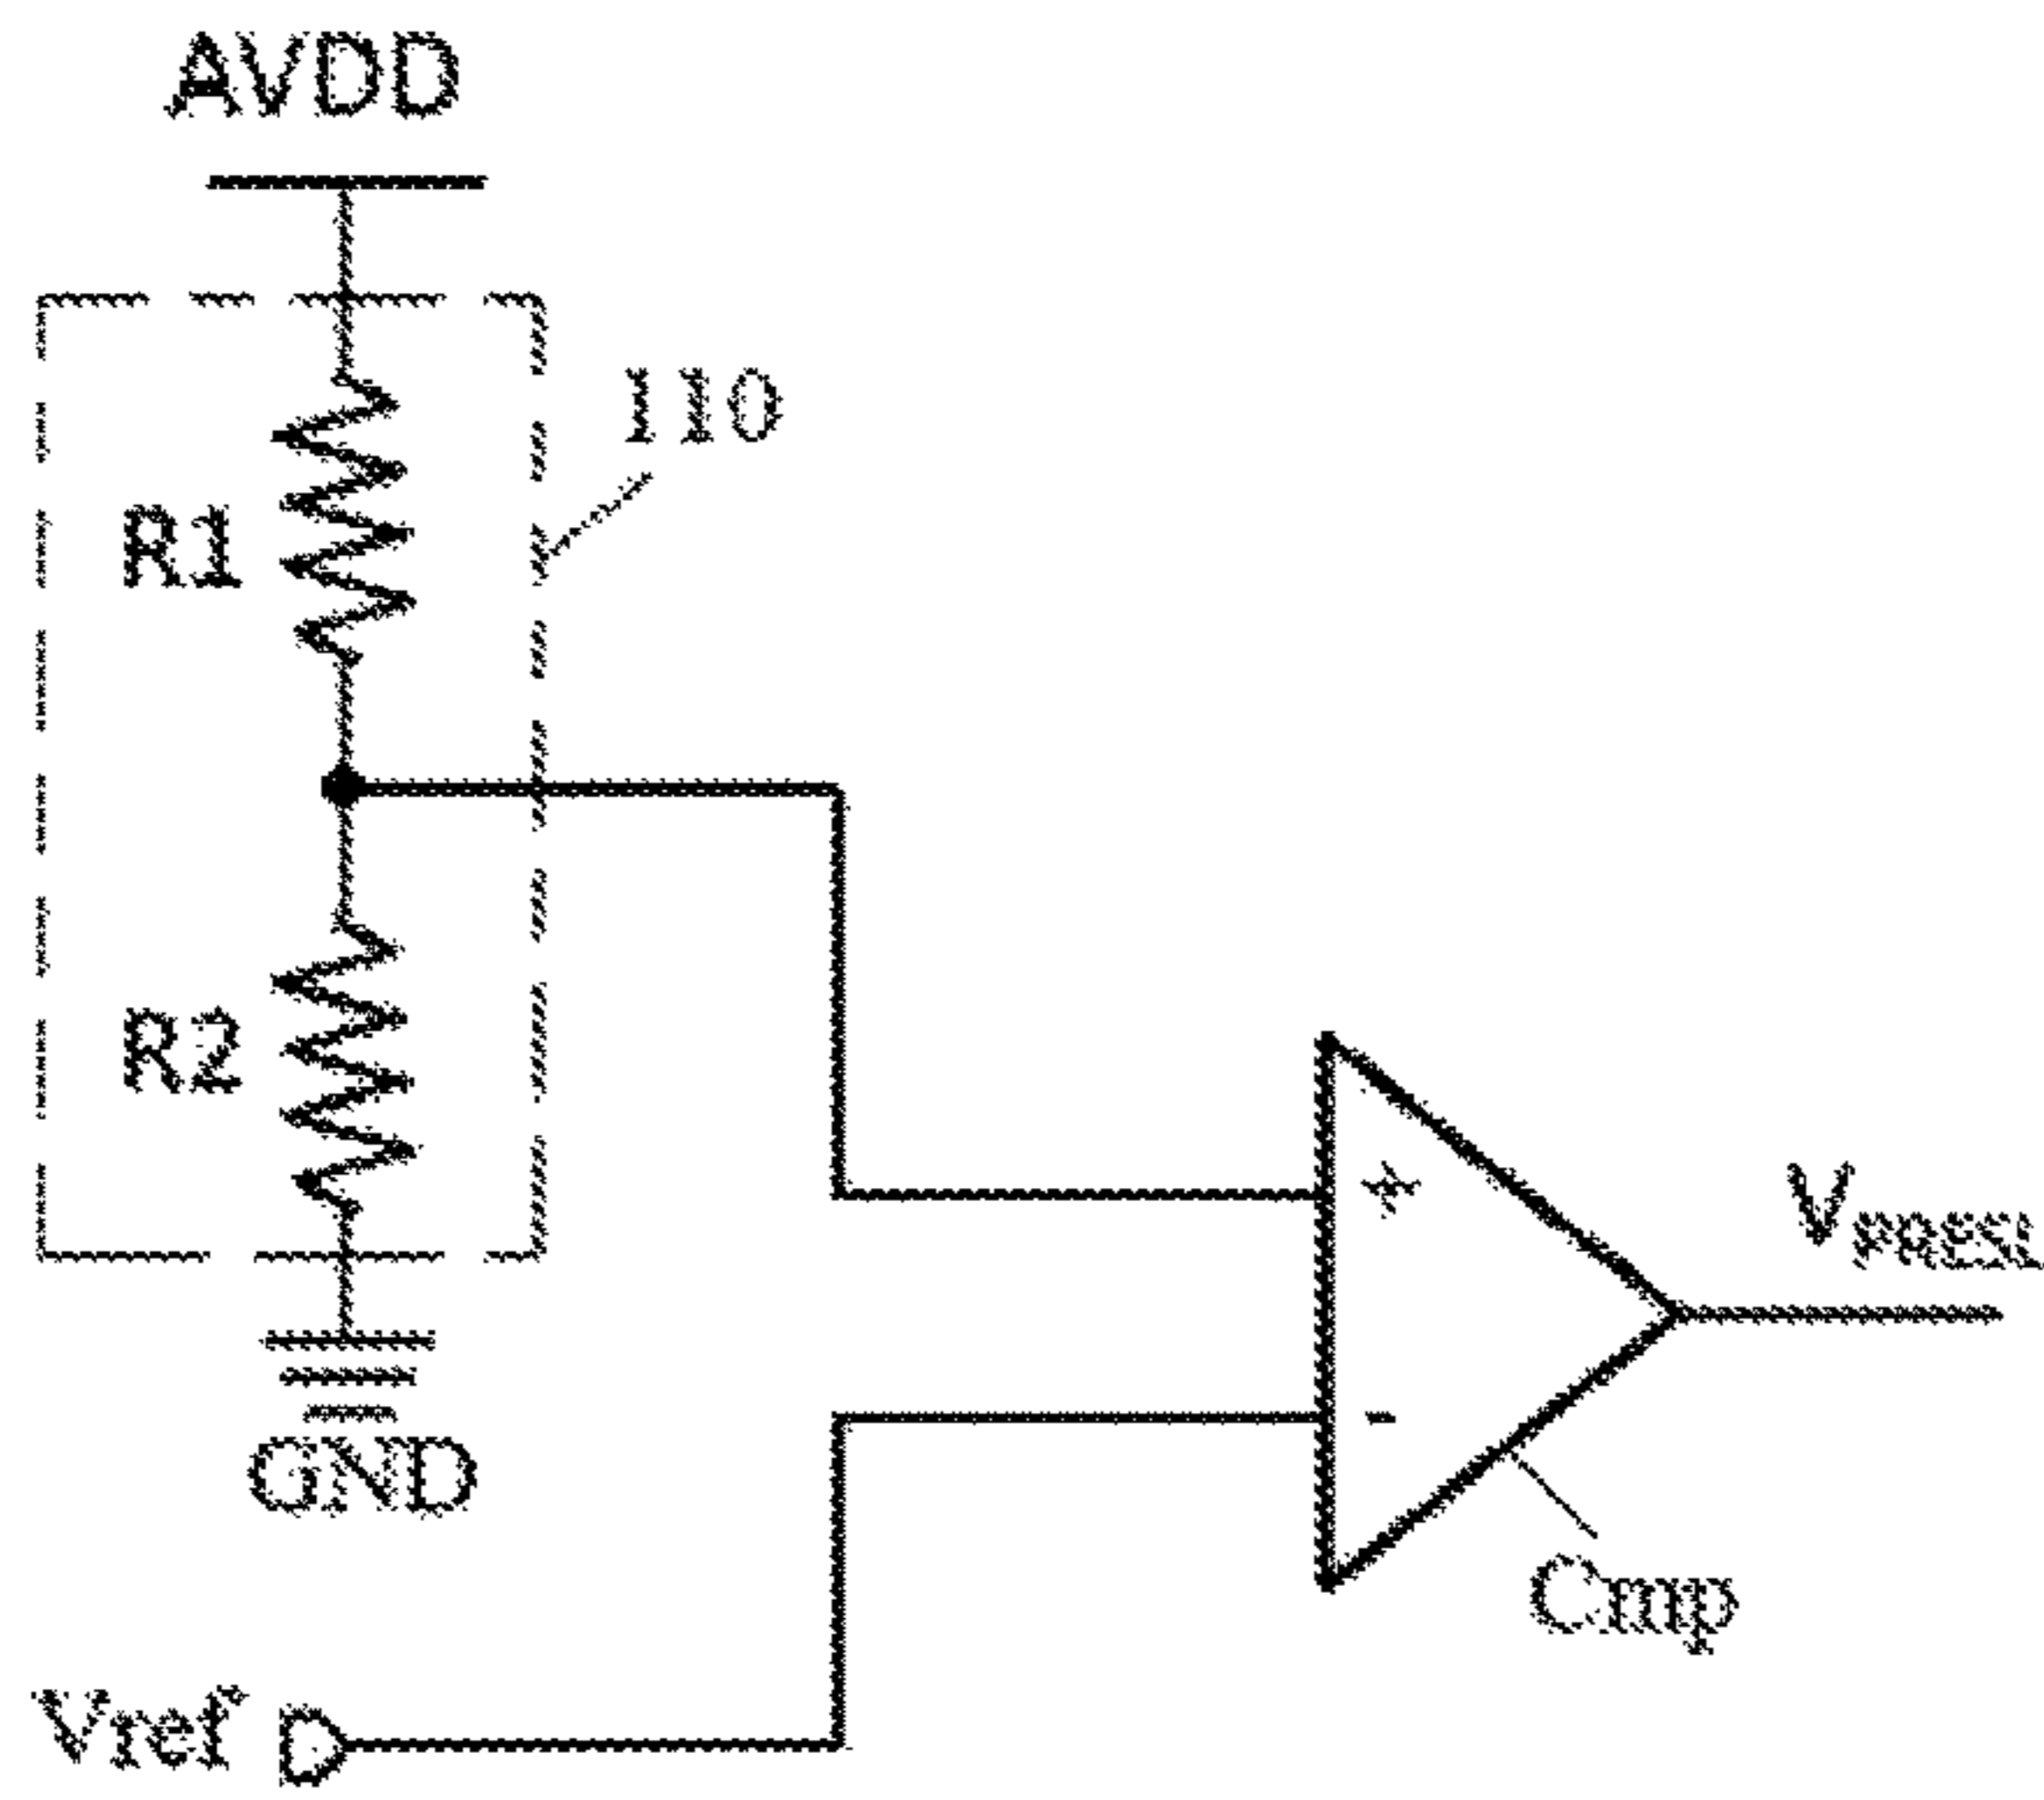 AVDD
110
R1
R2
+
-
GND
Cmp
Vref